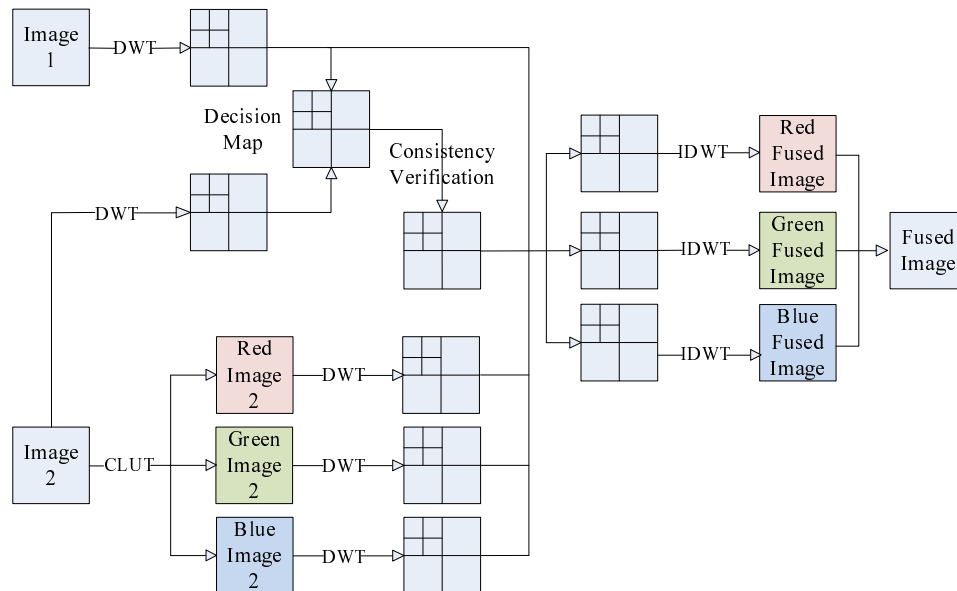 Image
1
DWT
Decision
Map
Consistency
Verification
DWT
IDWT
Red
Fused
Image
IDWT
Green
Fused
Image
Fused
Image
IDWT
Blue
Fused
Image
Image
2
CLUT
Red
Image
2
DWT
Green
Image
2
DWT
Blue
Image
2
DWT